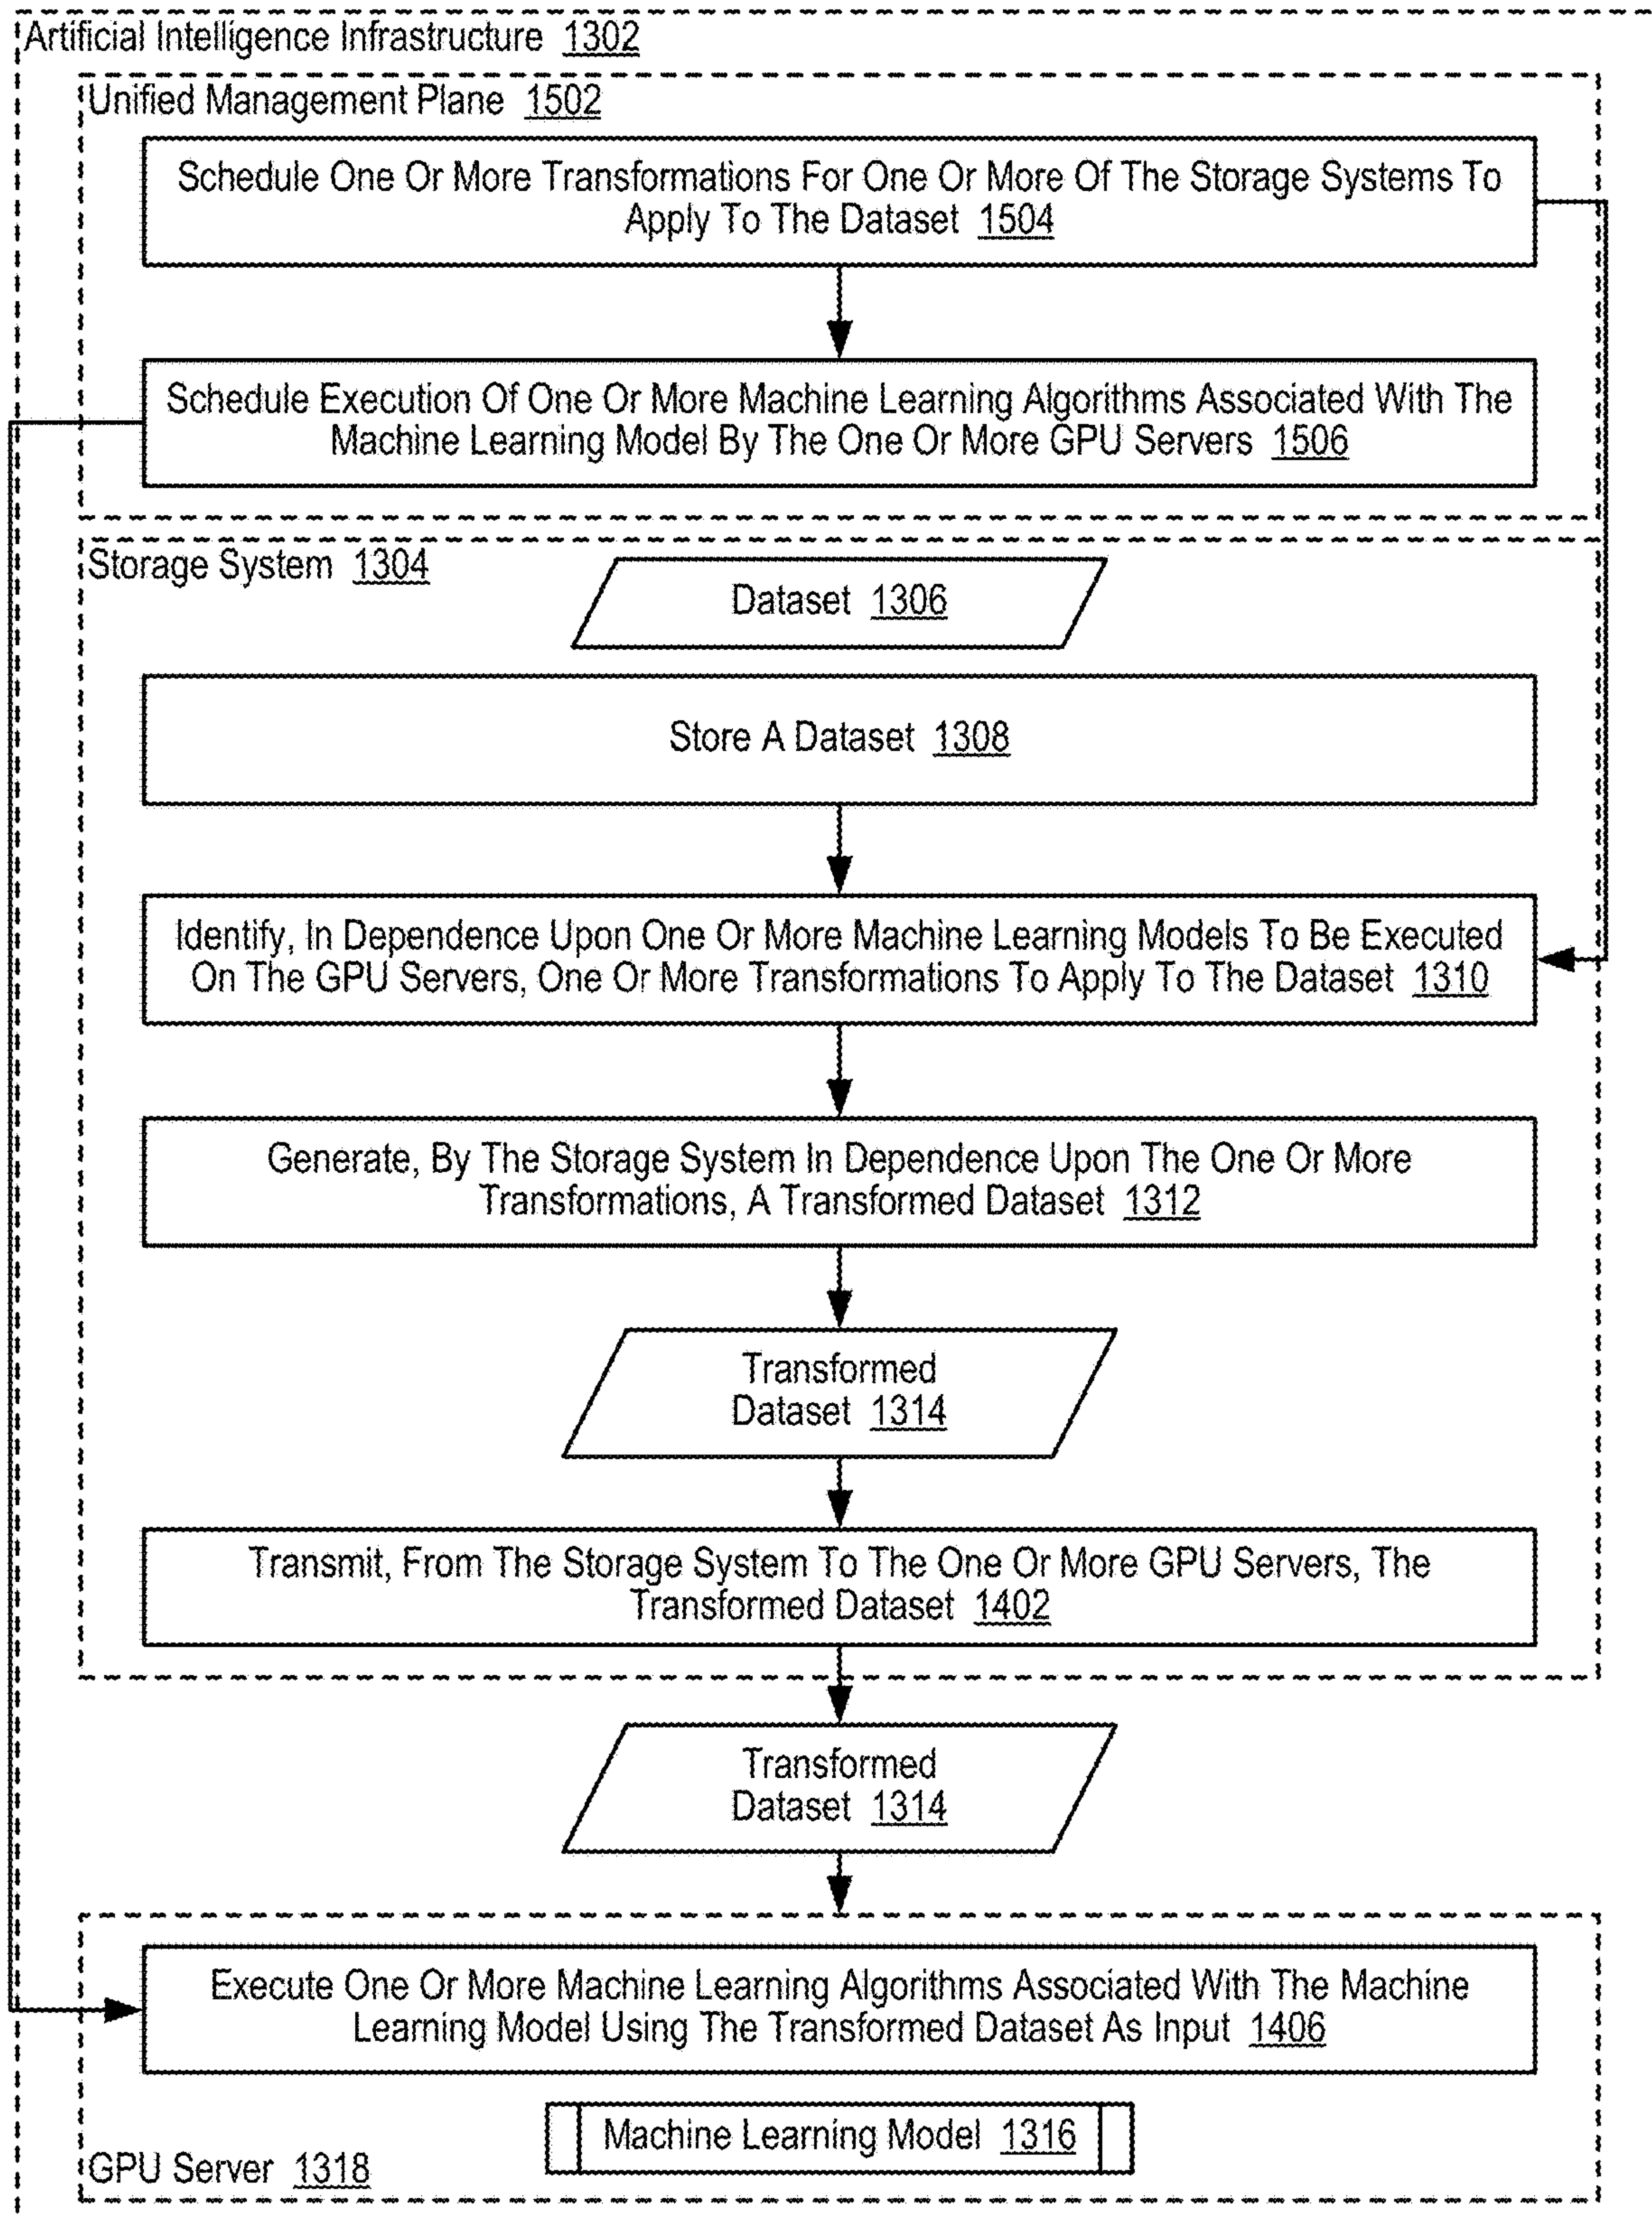 Artificial Intelligence Infrastructure 1302
Unified Management Plane 1502
Schedule One Or More Transformations For One Or More Of The Storage Systems To
Apply To The Dataset 1504
Schedule Execution Of One Or More Machine Learning Algorithms Associated With The
Machine Learning Model By The One Or More GPU Servers 1506
Storage System 1304
Dataset 1306
Store A Dataset 1308
Identify, In Dependence Upon One Or More Machine Learning Models To Be Executed
On The GPU Servers, One Or More Transformations To Apply To The Dataset 1310
Generate, By The Storage System In Dependence Upon The One Or More
Transformations, A Transformed Dataset 1312
Transformed
Dataset 1314
Transmit, From The Storage System To The One Or More GPU Servers, The
Transformed Dataset 1402
Transformed
Dataset 1314
Execute One Or More Machine Learning Algorithms Associated With The Machine
Learning Model Using The Transformed Dataset As Input 1406
Machine Learning Model 1316
GPU Server 1318